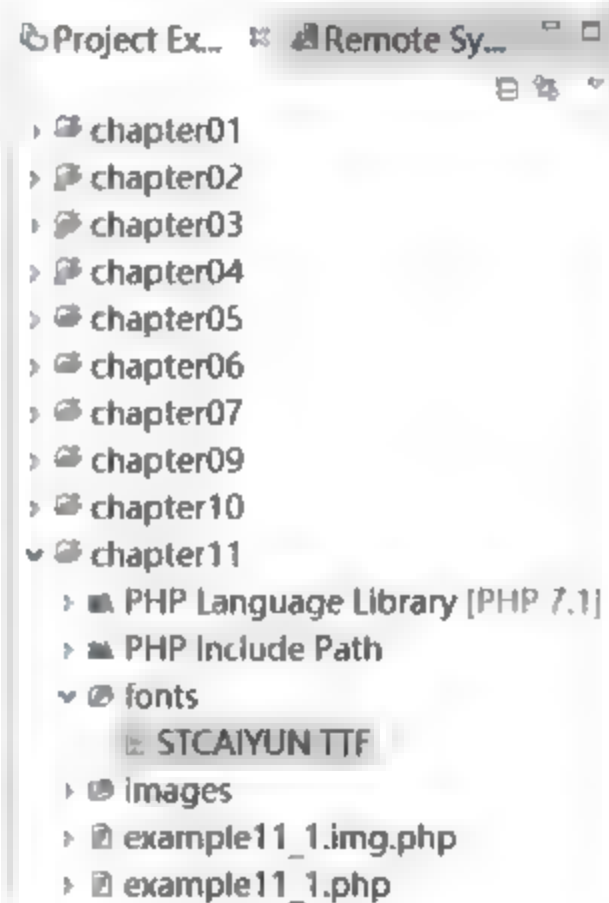 Project Ex... Remote Sy...
chapter01
chapter02
chapter03
chapter04
chapter05
chapter06
chapter07
chapter09
chapter10
chapter11
PHP Language Library [PHP 7.1]
PHP Include Path
fonts
STCAIYUN TTF
images
example11_1.img.php
example11_1.php